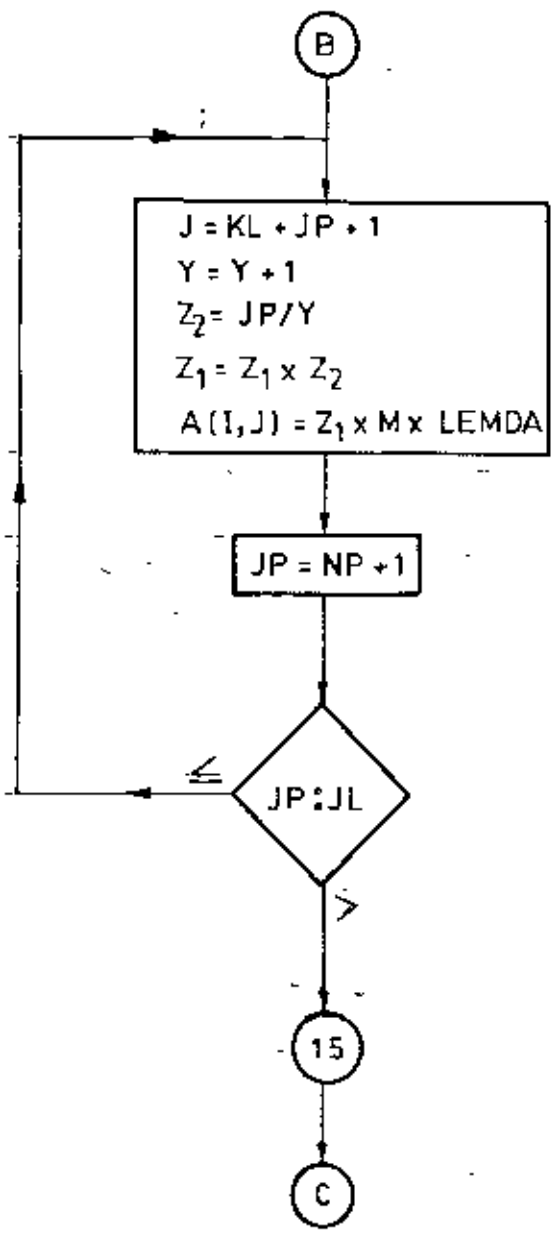 B
J = KL + JP + 1
Y = Y + 1
Z₂ = JP/Y
Z₁ = Z₁ x Z₂
A(I,J) = Z₁ x M x LEMDA
JP = NP + 1
≤
JP : JL
>
15
C